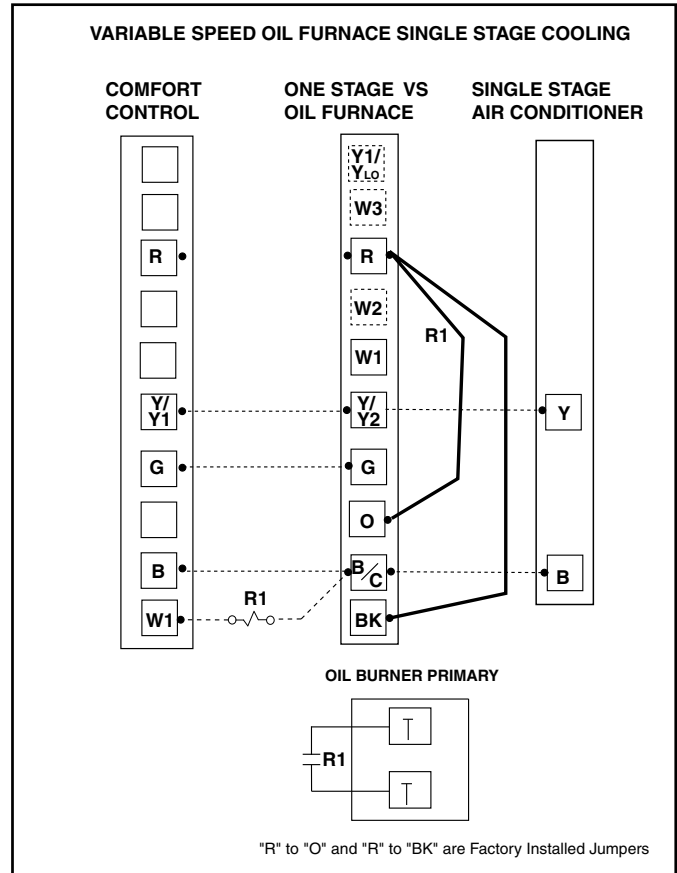 VARIABLE SPEED OIL FURNACE SINGLE STAGE COOLING
COMFORT
CONTROL
ONE STAGE VS
OIL FURNACE
SINGLE STAGE
AIR CONDITIONER
R
Y/
Y1
G
B
W1
R1
Y1/
YLO
W3
R
W2
W1
Y/
Y2
G
O
B/C
BK
R1
Y
B
OIL BURNER PRIMARY
T
R1
T
"R" to "O" and "R" to "BK" are Factory Installed Jumpers